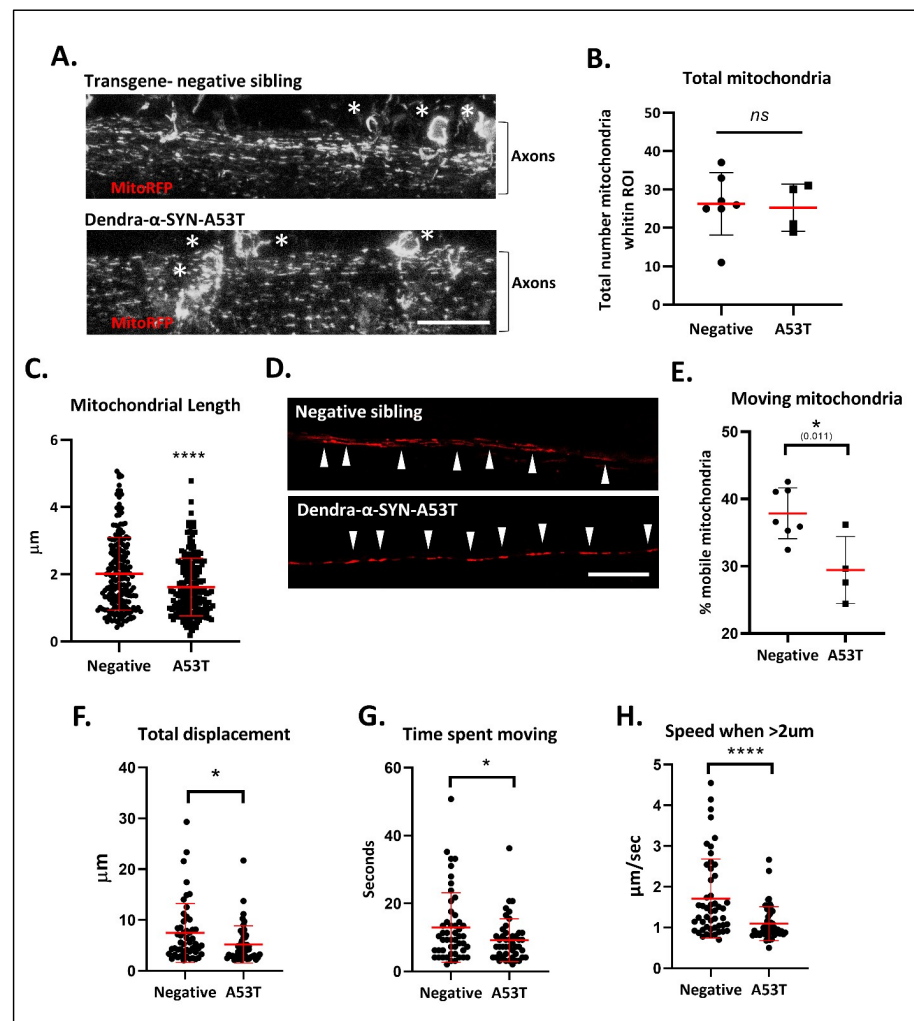 A.
Transgene- negative sibling
* * *
MitoRFP
Axons
Dendra-α-SYN-A53T
* * * *
MitoRFP
Axons
B.
Total mitochondria
ns
Total number mitochondria
whitin ROI
50
40
30
20
10
0
Negative A53T
C.
Mitochondrial Length
****
μm
6
4
2
0
Negative A53T
D.
Negative sibling
Dendra-α-SYN-A53T
E.
Moving mitochondria
*
(0.011)
% mobile mitochondria
50
40
30
20
Negative A53T
F.
Total displacement
*
μm
40
30
20
10
0
Negative A53T
G.
Time spent moving
*
Seconds
60
40
20
0
Negative A53T
H.
Speed when >2um
****
μm/sec
5
4
3
2
1
0
Negative A53T